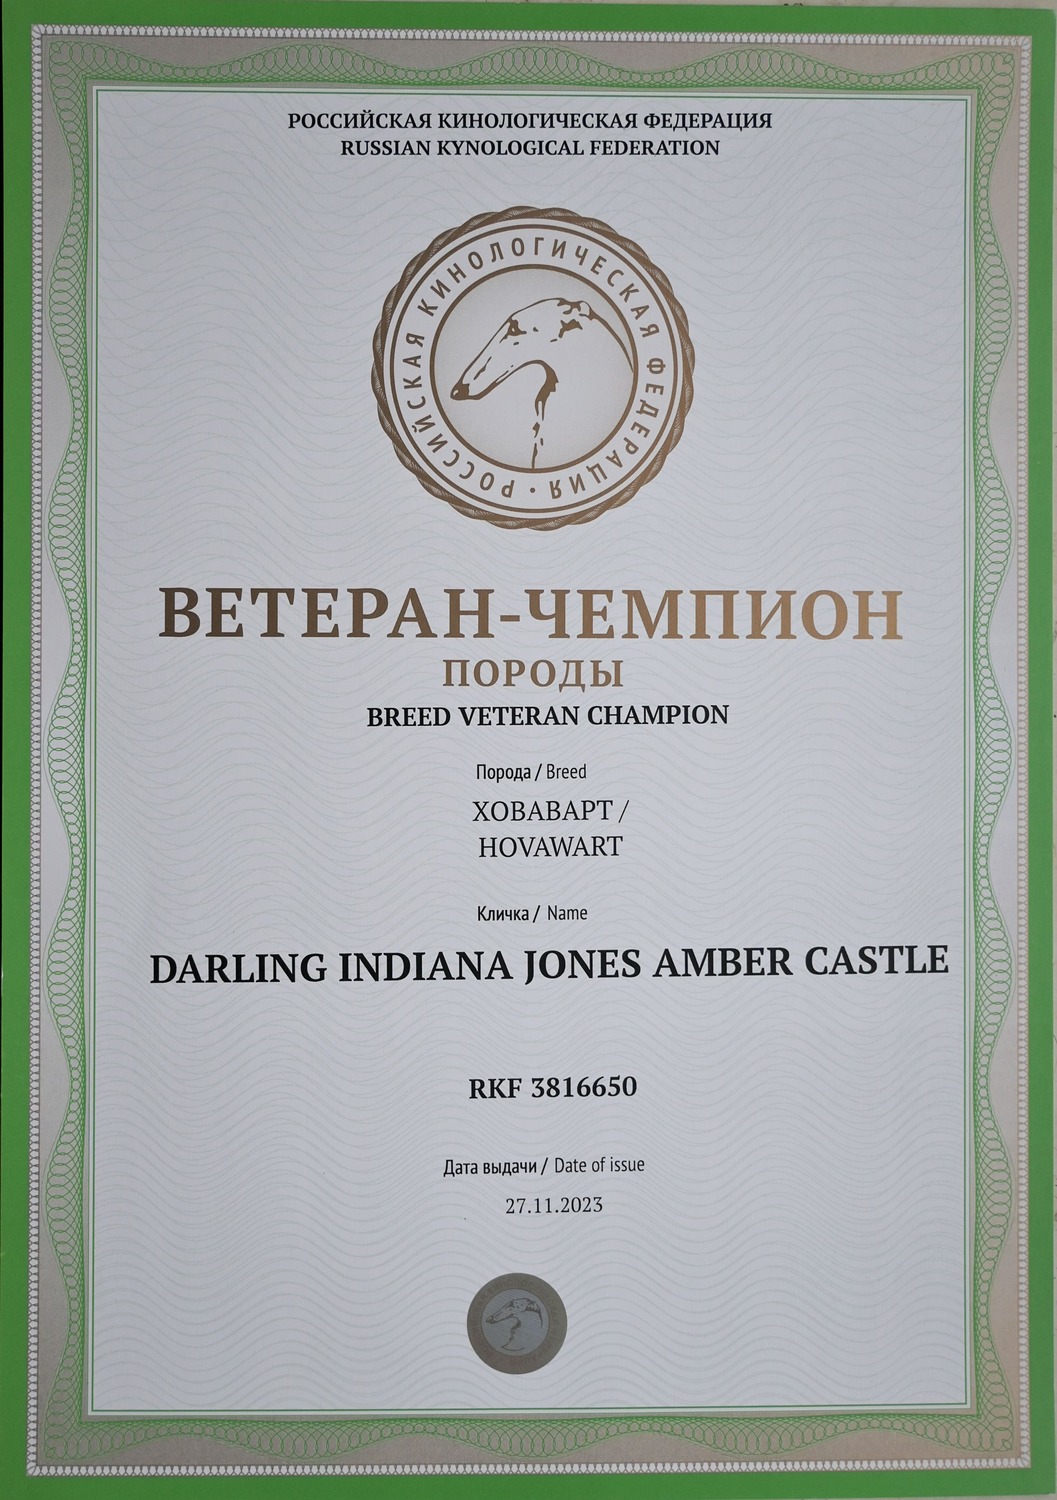 РОССИЙСКАЯ КИНОЛОГИЧЕСКАЯ ФЕДЕРАЦИЯ
RUSSIAN KYNOLOGICAL FEDERATION
РОССИЙСКАЯ КИНОЛОГИЧЕСКАЯ ФЕДЕРАЦИЯ •
ВЕТЕРАН-ЧЕМПИОН
ПОРОДЫ
BREED VETERAN CHAMPION
Порода / Breed
ХОВАВАРТ /
HOVAWART
Кличка / Name
DARLING INDIANA JONES AMBER CASTLE
RKF 3816650
Дата выдачи / Date of issue
27.11.2023